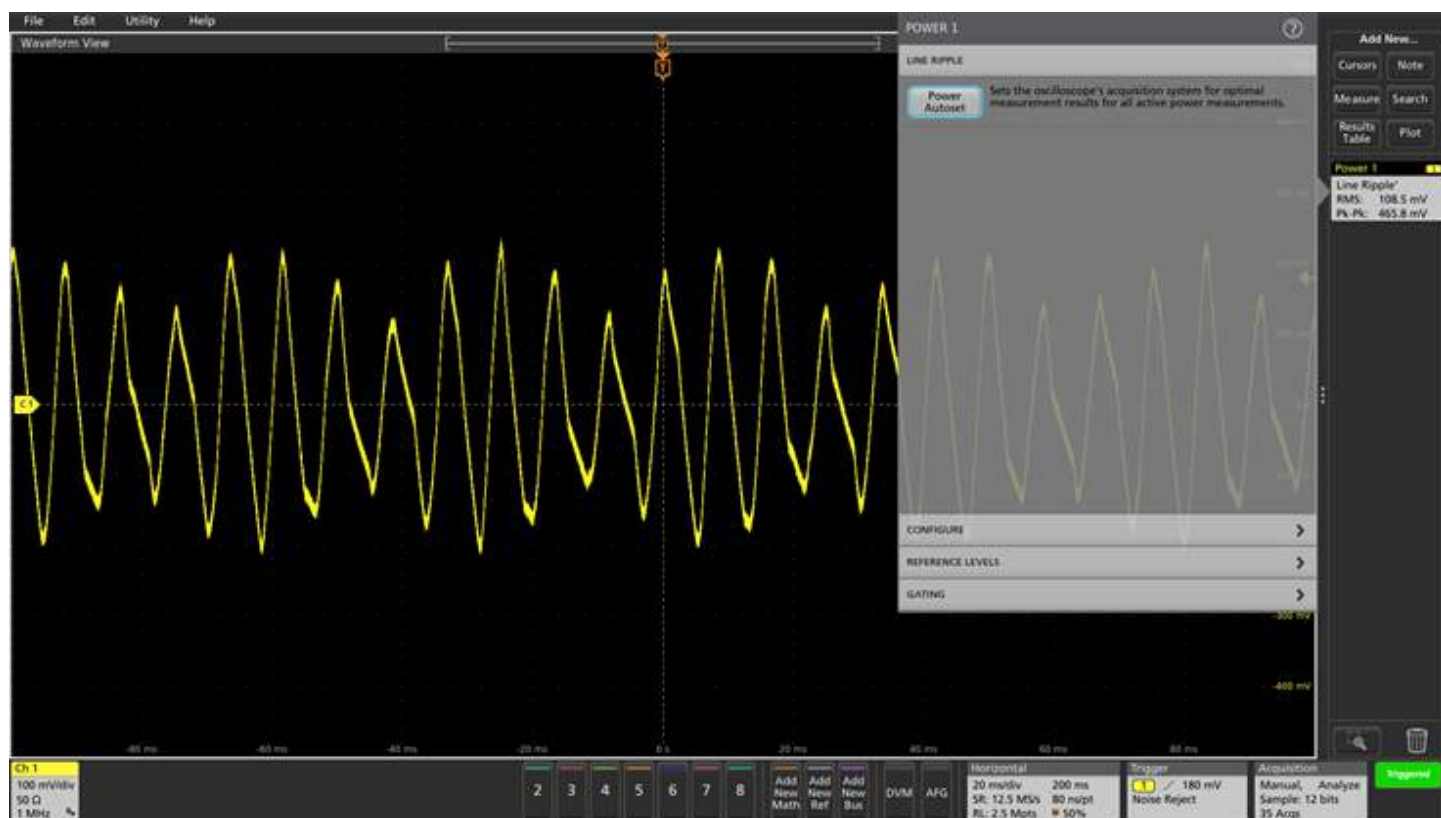 File Edit Utility Help
Waveform View
POWER 1
?
LINE RIPPLE
Power
Autoset
Sets the oscilloscope's acquisition system for optimal
measurement results for all active power measurements.
CONFIGURE
REFERENCE LEVELS
GATING
Add New...
Cursors Note
Measure Search
Results
Table
Plot
Power 1 1
Line Ripple'
RMS: 108.5 mV
Pk-Pk: 465.8 mV
C1
-300 mV
-400 mV
-80 ms -60 ms -40 ms -20 ms 0 s 20 ms 40 ms 60 ms 80 ms
Ch 1
100 mV/div
50 Ω
1 MHz
2 3 4 5 6 7 8
Add
New
Math
Add
New
Ref
Add
New
Bus
DVM AFG
Horizontal
20 ms/div 200 ms
SR: 12.5 MS/s 80 ns/pt
RL: 2.5 Mpts 50%
Trigger
1 180 mV
Noise Reject
Acquisition
Manual, Analyze
Sample: 12 bits
35 Acqs
Triggered